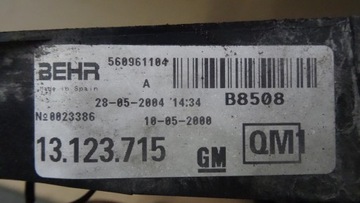 BEHR 560961104
Made in Spain A
28-05-2004 14:34 B8508
№0023386 10-05-2000
13.123.715 GM QM1